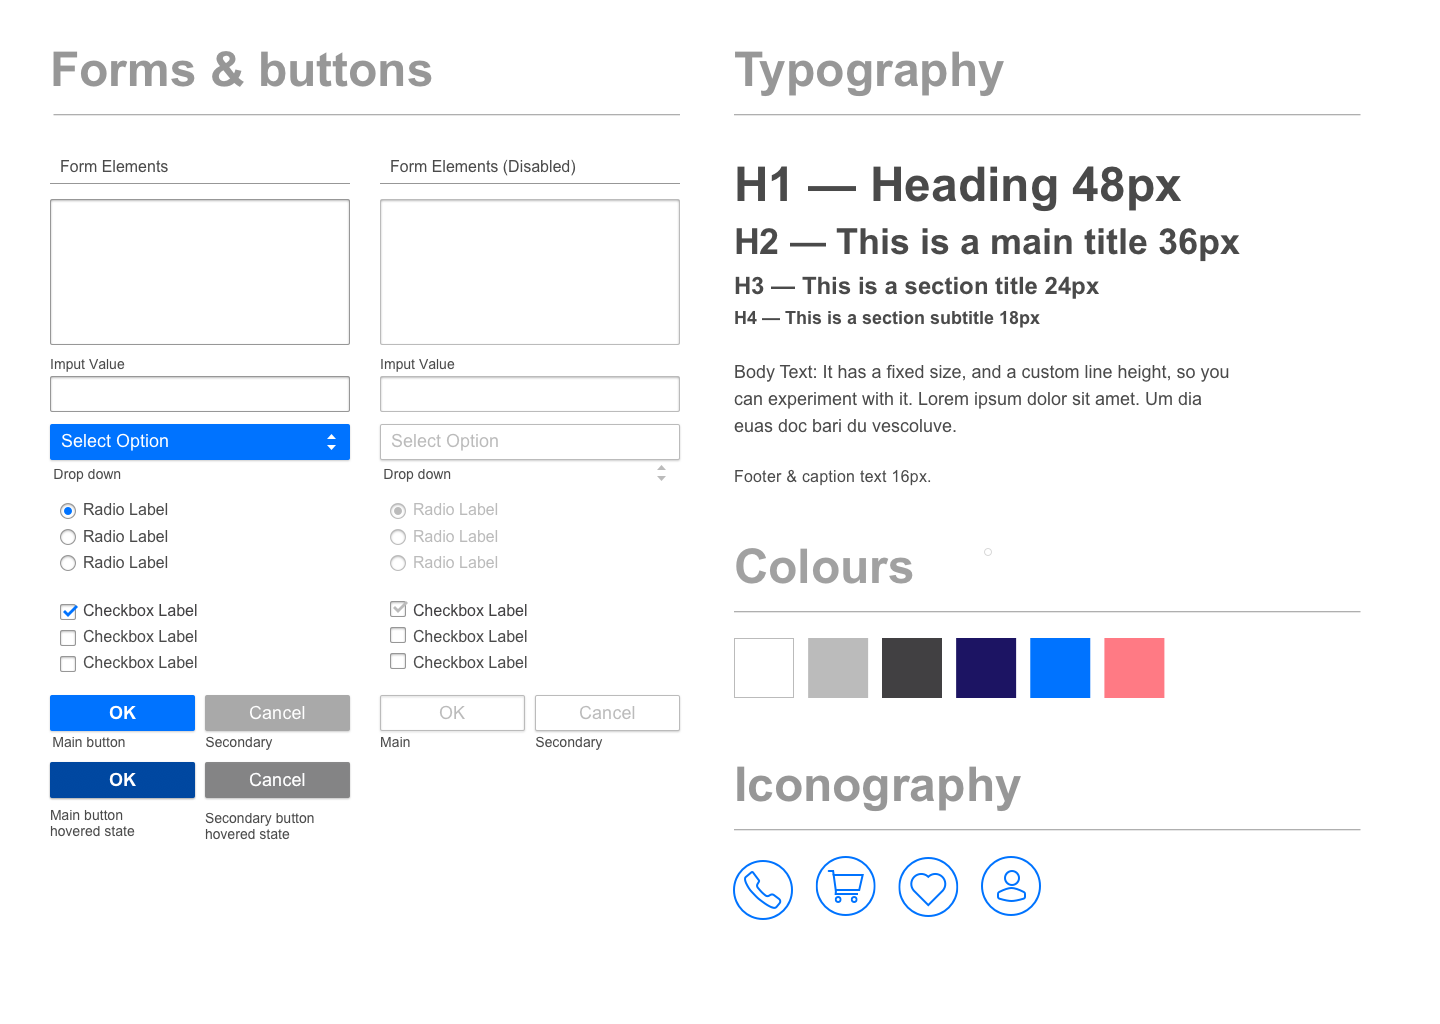 Forms & buttons
Form Elements
Form Elements (Disabled)
Imput Value
Imput Value
Select Option
Select Option
Drop down
Drop down
Radio Label
Radio Label
Radio Label
Radio Label
Radio Label
Radio Label
Checkbox Label
Checkbox Label
Checkbox Label
Checkbox Label
Checkbox Label
Checkbox Label
OK
Cancel
OK
Cancel
Main button
Secondary
Main
Secondary
OK
Cancel
Main button
hovered state
Secondary button
hovered state
Typography
H1 — Heading 48px
H2 — This is a main title 36px
H3 — This is a section title 24px
H4 — This is a section subtitle 18px
Body Text: It has a fixed size, and a custom line height, so you
can experiment with it. Lorem ipsum dolor sit amet. Um dia
euas doc bari du vescoluve.
Footer & caption text 16px.
Colours
Iconography